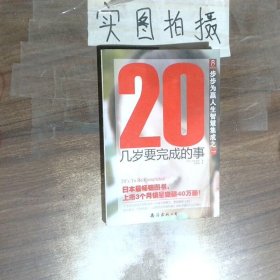 实图拍摄
步步为赢人生智慧集成之一
20
几岁要完成的事
日本最畅销图书,
上市3个月销量突破40万册!